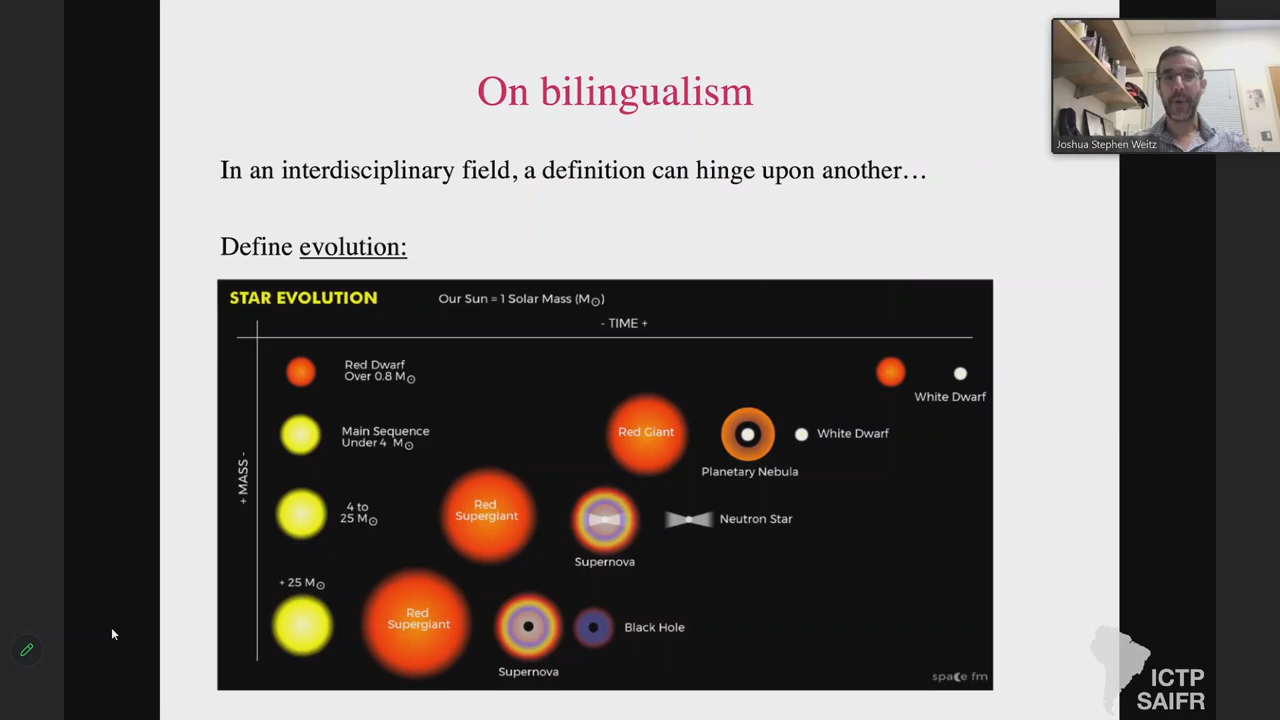 On bilingualism
Joshua Stephen Weitz
In an interdisciplinary field, a definition can hinge upon another…
Define evolution:
STAR EVOLUTION
Our Sun = 1 Solar Mass (M☉)
- TIME +
+ MASS -
Red Dwarf
Over 0.8 M☉
White Dwarf
Main Sequence
Under 4 M☉
Red Giant
Planetary Nebula
White Dwarf
4 to
25 M☉
Red
Supergiant
Supernova
Neutron Star
+ 25 M☉
Red
Supergiant
Supernova
Black Hole
space fm
ICTP
SAIFR